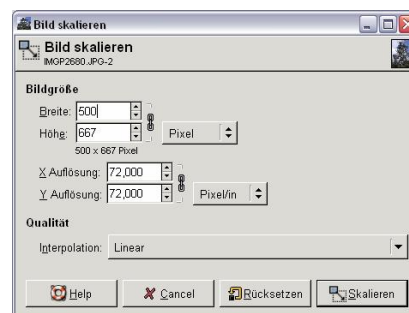 Bild skalieren
Bild skalieren
IMGP2680.JPG-2
Bildgröße
Breite: 500
Höhe: 667 Pixel
500 x 667 Pixel
X Auflösung: 72,000
Y Auflösung: 72,000 Pixel/in
Qualität
Interpolation: Linear
Help Cancel Rücksetzen Skalieren